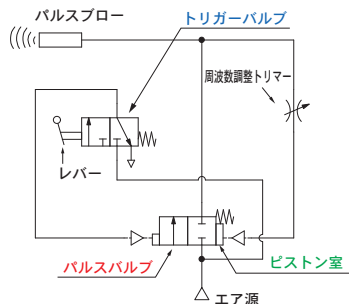 パルスブロー
トリガーバルブ
周波数調整トリマー
レバー
パルスバルブ
ピストン室
エア源